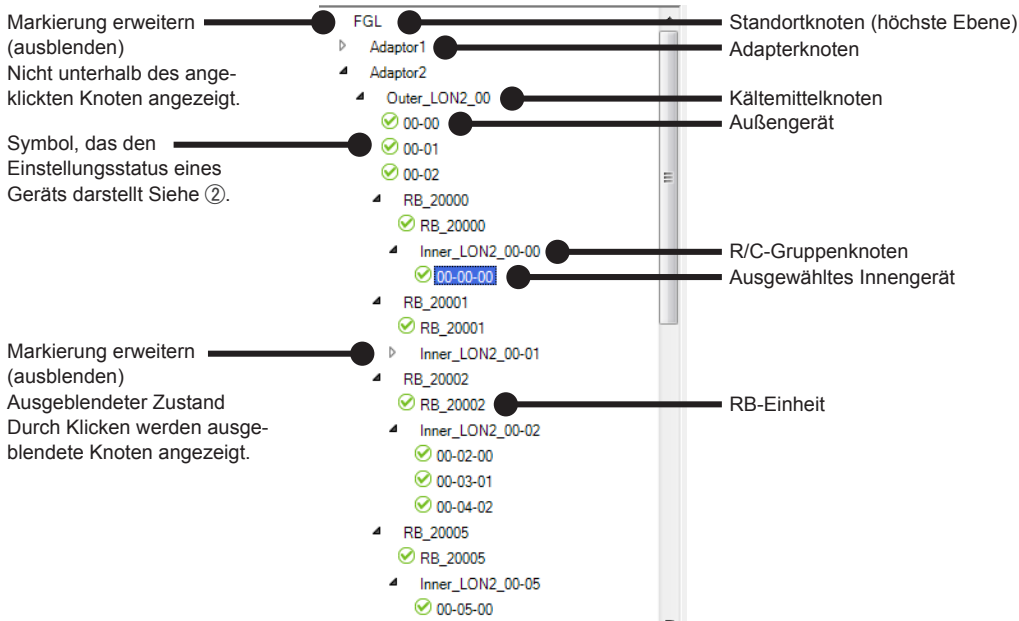 Markierung erweitern
(ausblenden)
Nicht unterhalb des ange-
klickten Knoten angezeigt.
Symbol, das den
Einstellungsstatus eines
Geräts darstellt Siehe ②.
Markierung erweitern
(ausblenden)
Ausgeblendeter Zustand
Durch Klicken werden ausge-
blendete Knoten angezeigt.
FGL
Adaptor1
Adaptor2
Outer_LON2_00
00-00
00-01
00-02
RB_20000
RB_20000
Inner_LON2_00-00
00-00-00
RB_20001
RB_20001
Inner_LON2_00-01
RB_20002
RB_20002
Inner_LON2_00-02
00-02-00
00-03-01
00-04-02
RB_20005
RB_20005
Inner_LON2_00-05
00-05-00
Standortknoten (höchste Ebene)
Adapterknoten
Kältemittelknoten
Außengerät
R/C-Gruppenknoten
Ausgewähltes Innengerät
RB-Einheit